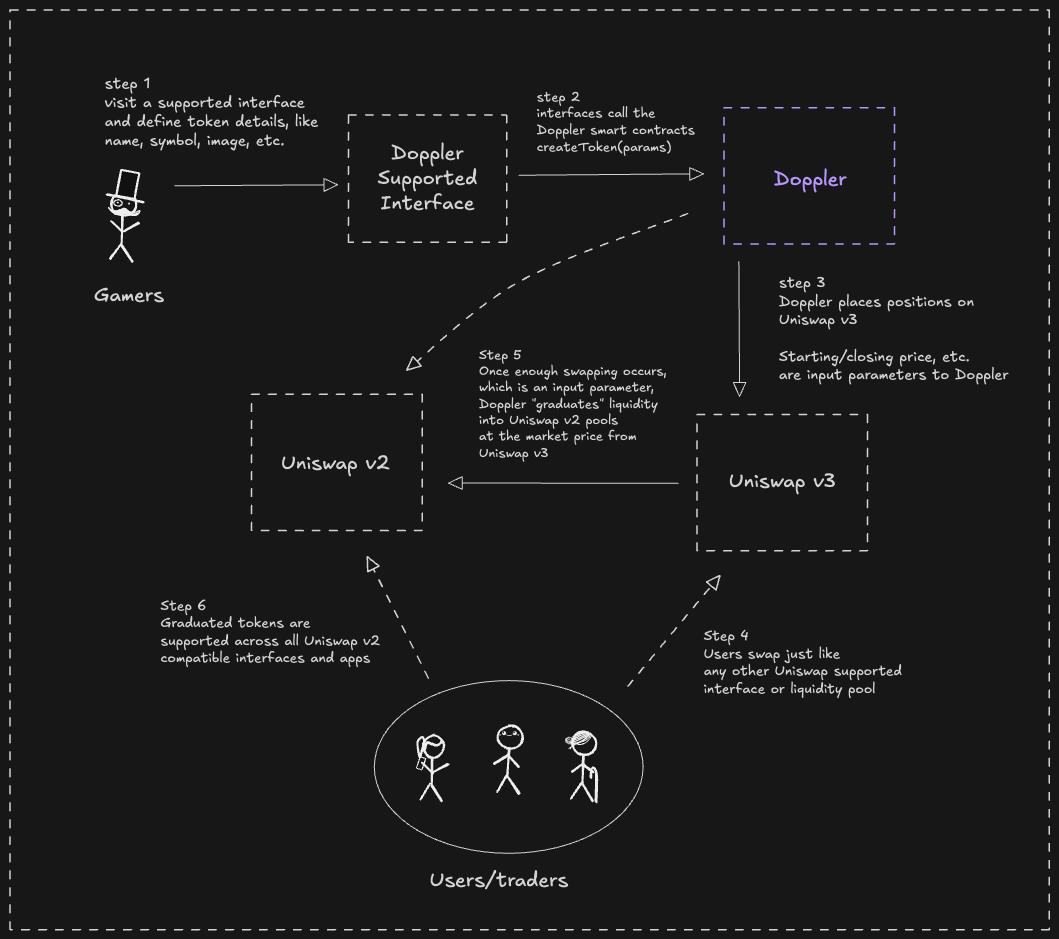 step 1
visit a supported interface
and define token details, like
name, symbol, image, etc.
Gamers
Doppler
Supported
Interface
step 2
interfaces call the
Doppler smart contracts
createToken(params)
Doppler
step 3
Doppler places positions on
Uniswap v3
Starting/closing price, etc.
are input parameters to Doppler
Step 5
Once enough swapping occurs,
which is an input parameter,
Doppler "graduates" liquidity
into Uniswap v2 pools
at the market price from
Uniswap v3
Uniswap v2
Uniswap v3
Step 6
Graduated tokens are
supported across all Uniswap v2
compatible interfaces and apps
Step 4
Users swap just like
any other Uniswap supported
interface or liquidity pool
Users/traders